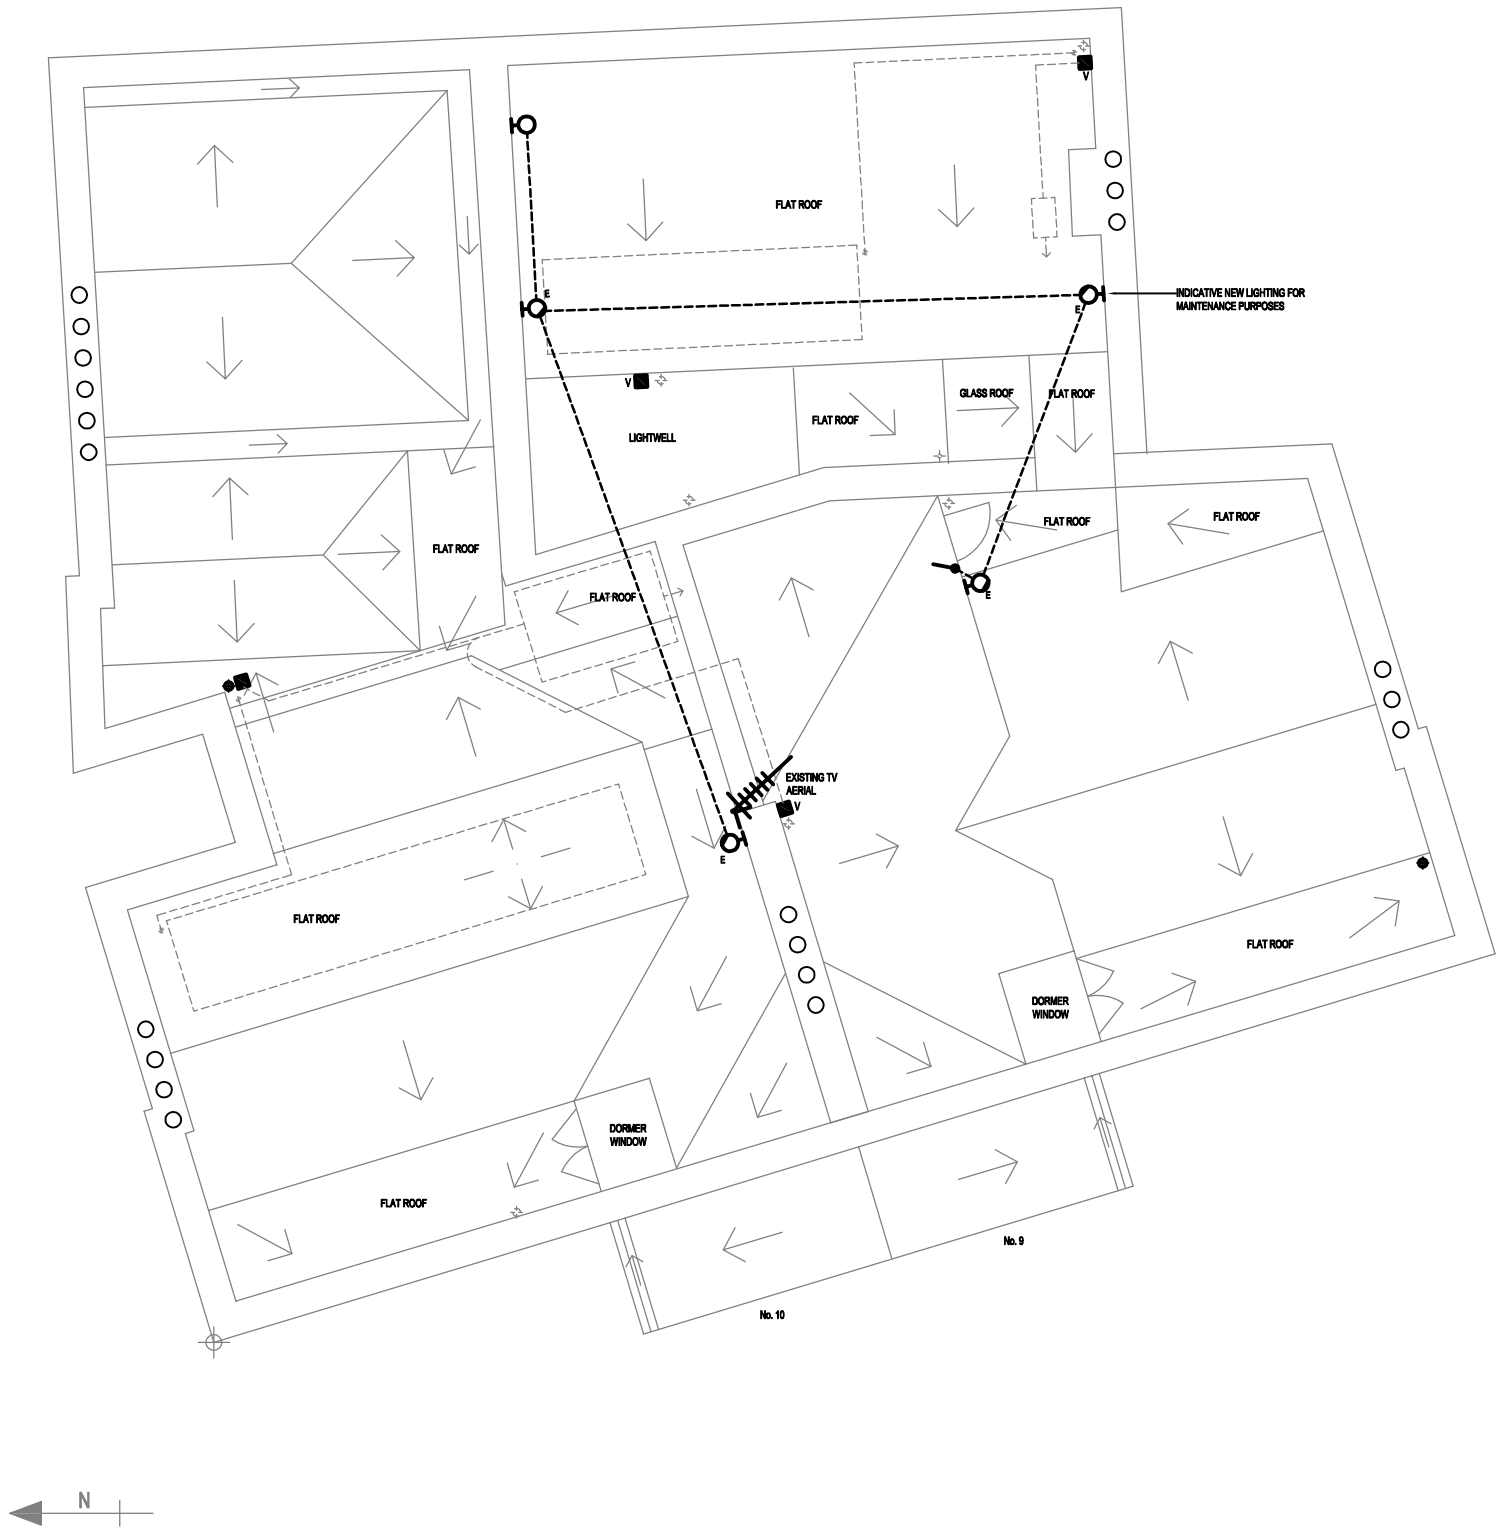 V
FLAT ROOF
E
E
INDICATIVE NEW LIGHTING FOR
MAINTENANCE PURPOSES
V
FLAT ROOF
GLASS ROOF
FLAT ROOF
LIGHTWELL
FLAT ROOF
FLAT ROOF
FLAT ROOF
FLAT ROOF
E
EXISTING TV
AERIAL
V
E
FLAT ROOF
FLAT ROOF
DORMER
WINDOW
DORMER
WINDOW
FLAT ROOF
No. 9
No. 10
N